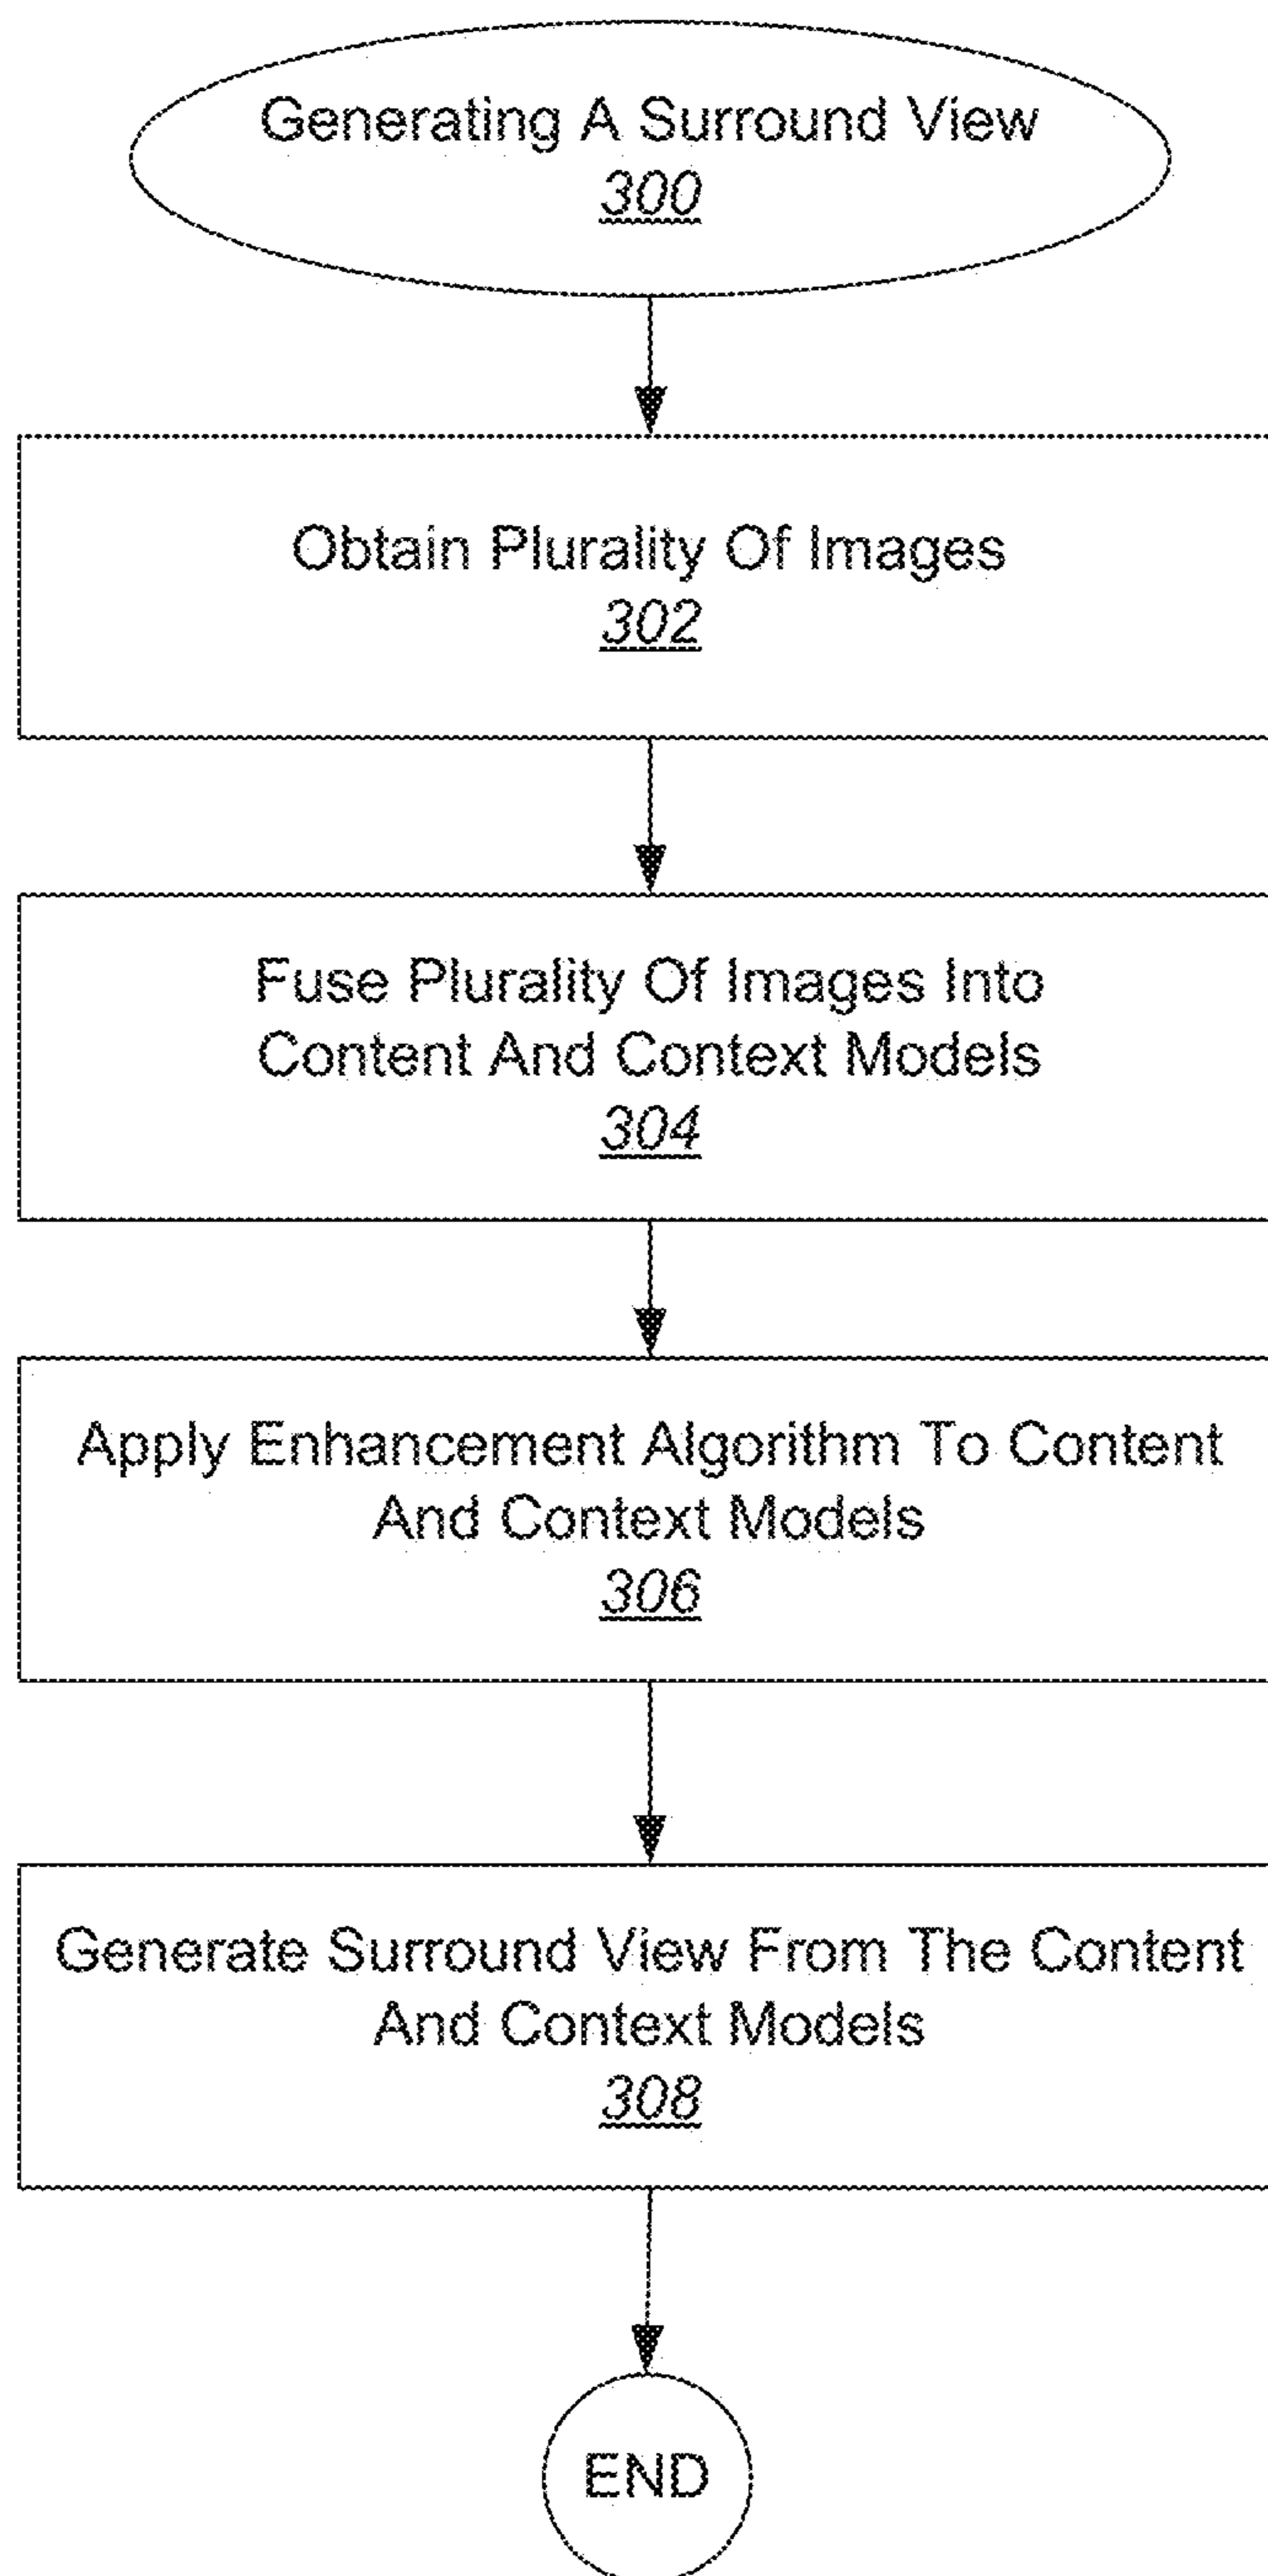 Generating A Surround View
300
Obtain Plurality Of Images
302
Fuse Plurality Of Images Into
Content And Context Models
304
Apply Enhancement Algorithm To Content
And Context Models
306
Generate Surround View From The Content
And Context Models
308
END